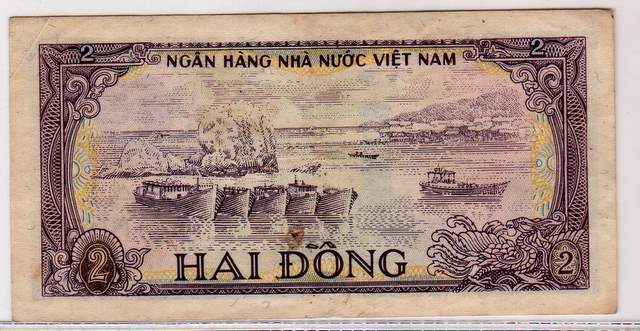 2 2
NGÂN HÀNG NHÀ NƯỚC VIỆT NAM
2 HAI ĐỒNG 2